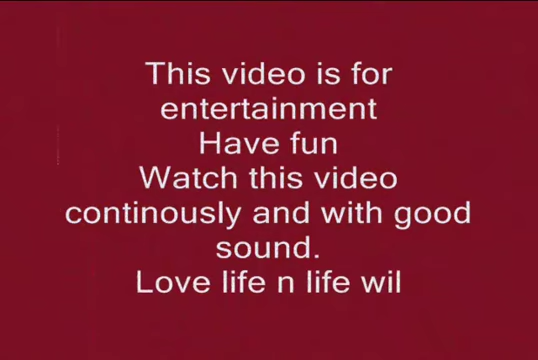 This video is for
entertainment
Have fun
Watch this video
continously and with good
sound.
Love life n life wil